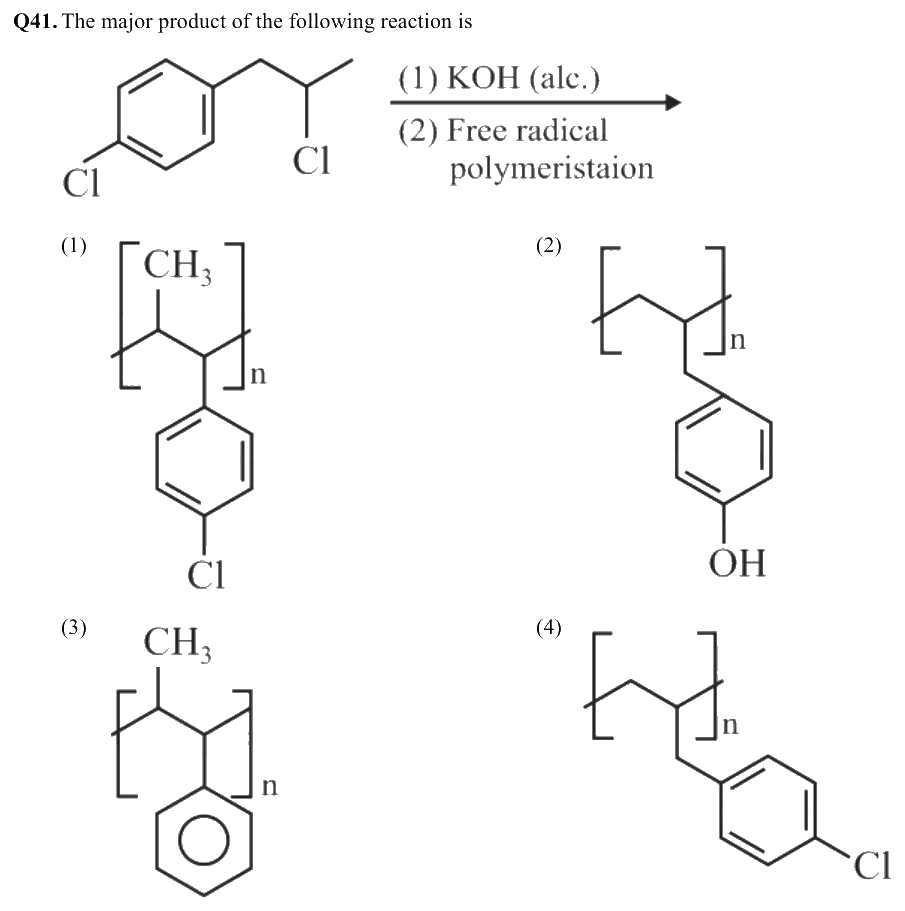 Q41. The major product of the following reaction is
(1) KOH (alc.)
(2) Free radical
polymeristaion
Cl
Cl
(1)
CH3
n
Cl
(2)
n
OH
(3)
CH3
n
(4)
n
Cl